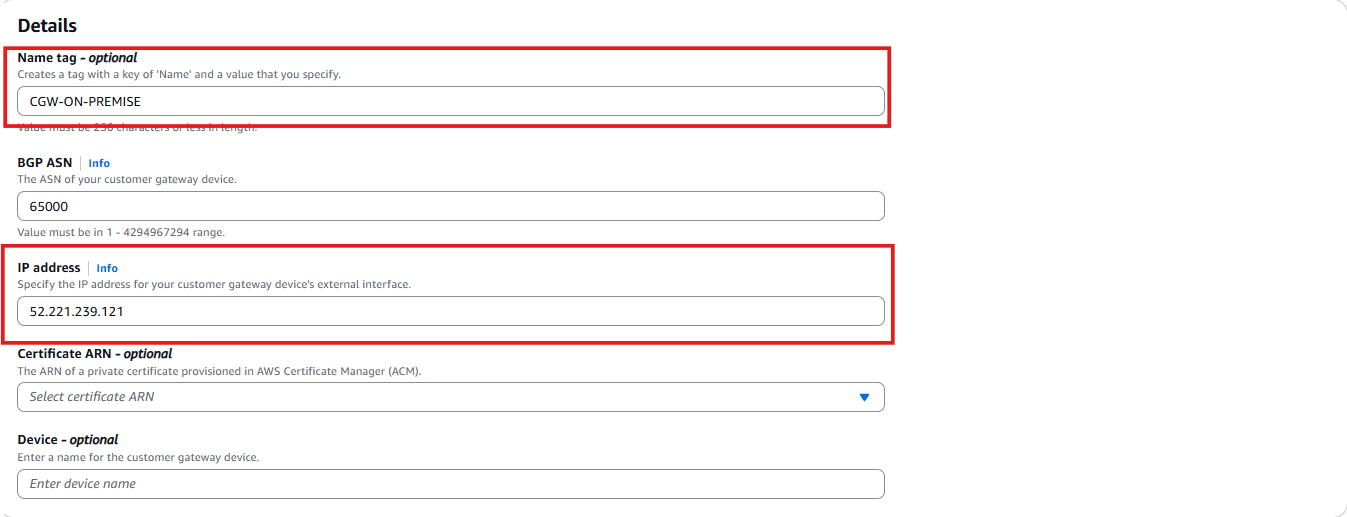 Details
Name tag - optional
Creates a tag with a key of 'Name' and a value that you specify.
CGW-ON-PREMISE
Value must be 256 characters or less in length.
BGP ASN Info
The ASN of your customer gateway device.
65000
Value must be in 1 - 4294967294 range.
IP address Info
Specify the IP address for your customer gateway device's external interface.
52.221.239.121
Certificate ARN - optional
The ARN of a private certificate provisioned in AWS Certificate Manager (ACM).
Select certificate ARN
Device - optional
Enter a name for the customer gateway device.
Enter device name